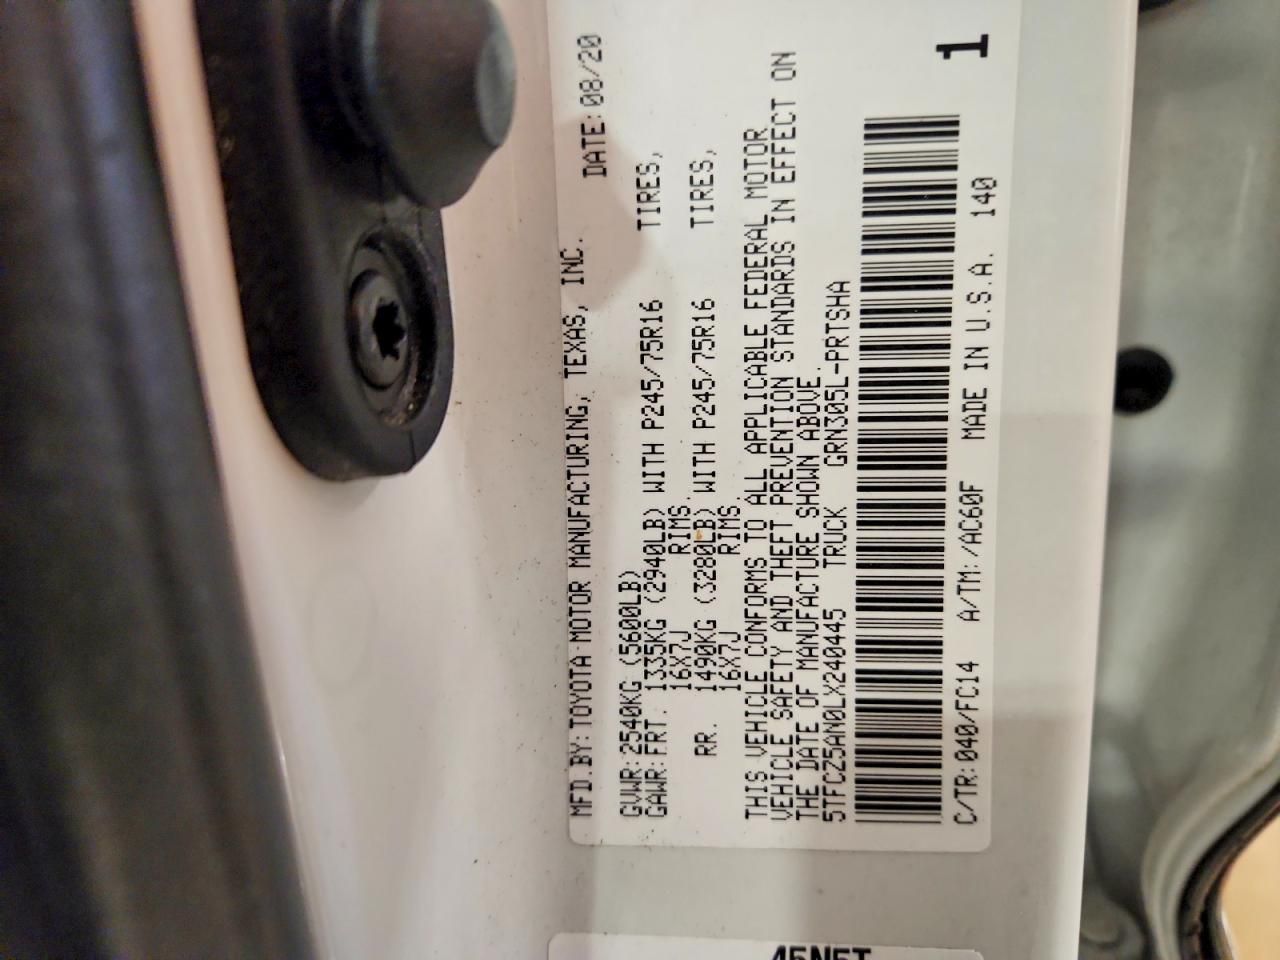 MFD.BY:TOYOTA MOTOR MANUFACTURING, TEXAS, INC. DATE:08/20
GVWR:2540KG (5600LB)
GAWR:FRT. 1335KG (2940LB) WITH P245/75R16 TIRES,
16X7J RIMS,
RR. 1490KG (3280LB) WITH P245/75R16 TIRES,
16X7J RIMS.
THIS VEHICLE CONFORMS TO ALL APPLICABLE FEDERAL MOTOR
VEHICLE SAFETY AND THEFT PREVENTION STANDARDS IN EFFECT ON
THE DATE OF MANUFACTURE SHOWN ABOVE.
5TFCZ5AN0LX240445 TRUCK GRN305L-PRTSHA
C/TR:040/FC14 A/TM:/AC60F MADE IN U.S.A. 140
1